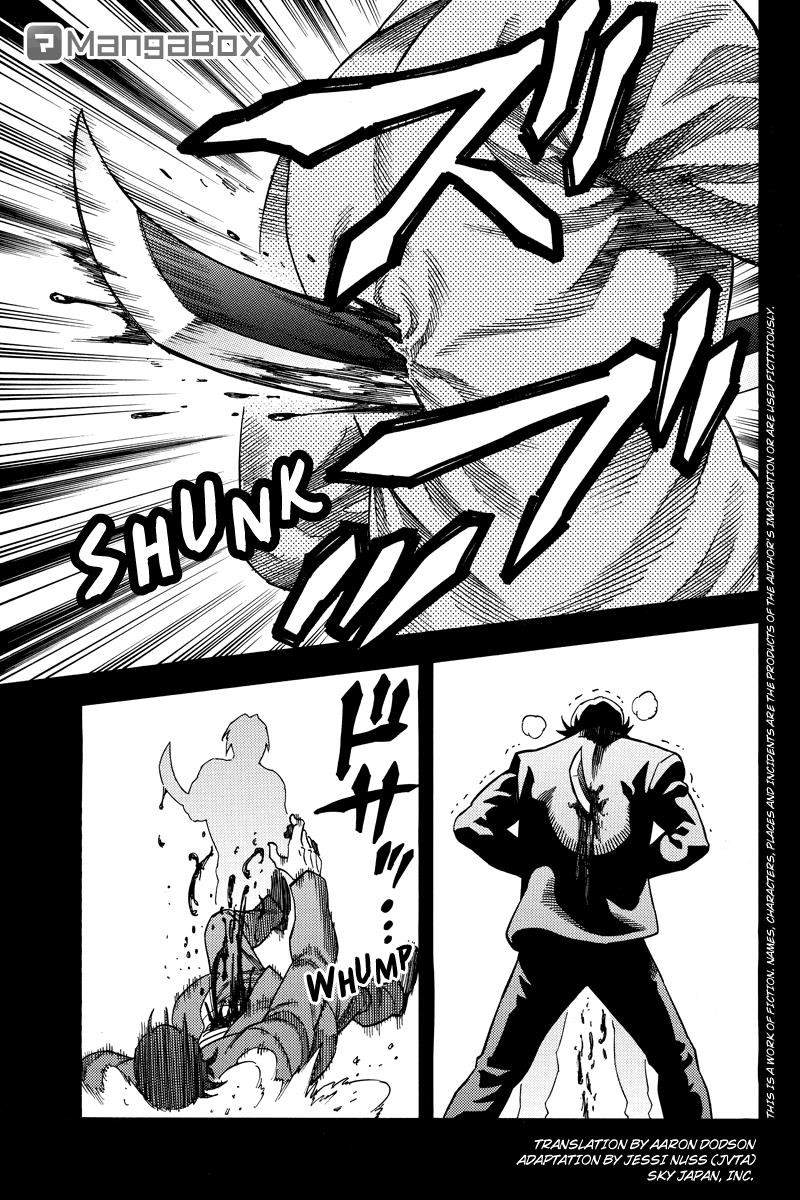 MangaBox
ズブッ
SHUNK
ドサッ…
WHUMP
THIS IS A WORK OF FICTION. NAMES, CHARACTERS, PLACES AND INCIDENTS ARE THE PRODUCTS OF THE AUTHOR'S IMAGINATION OR ARE USED FICTITIOUSLY.
TRANSLATION BY AARON DODSON
ADAPTATION BY JESSI NUSS (JVTA)
SKY JAPAN, INC.